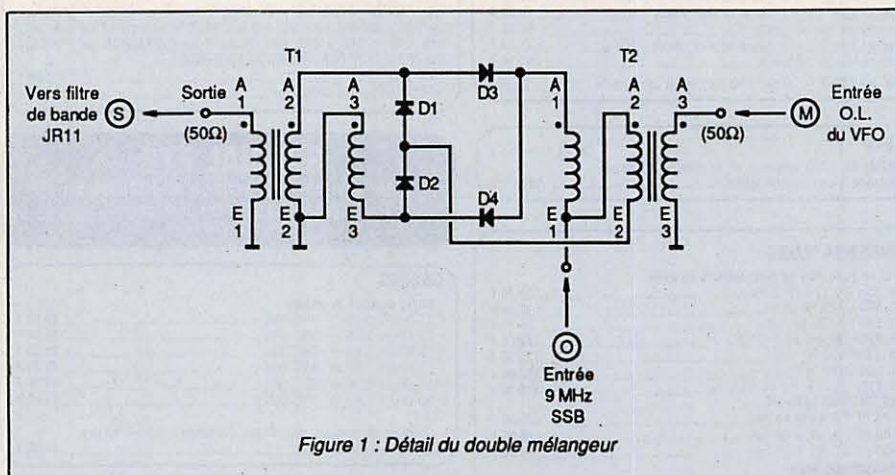 T1
T2
Vers filtre
de bande
JR11
S
Sortie
(50Ω)
A
1
A
2
A
3
D1
D2
D3
D4
A
1
A
2
A
3
(50Ω)
M
Entrée
O.L.
du VFO
E
1
E
2
E
3
E
1
E
2
E
3
O
Entrée
9 MHz
SSB
Figure 1 : Détail du double mélangeur